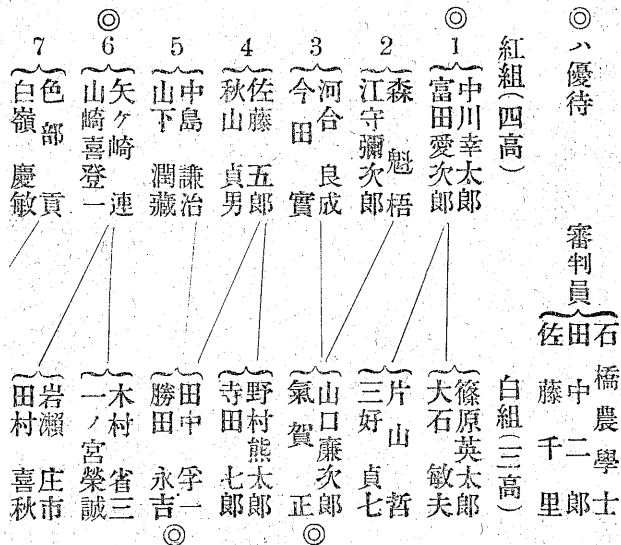 ◎ハ優待
審判員
石橋農學士
田中二郎
佐藤千里
紅組(四高)
白組(三高)
◎
1
中川幸太郎
富田愛次郎
篠原英太郎
大石敏夫
2
森魁梧
江守彌次郎
片山哲
三好貞七
3
河合良成
今田實
山口廉次郎
氣賀正
◎
4
佐藤五郎
秋山貞男
野村熊太郎
寺田七郎
5
中島謙治
山下潤藏
田中孚一
勝田永吉
◎
◎
6
矢ケ崎連
山崎喜登一
木村省三
一ノ宮榮誠
7
色部貢
白嶺慶敏
岩瀨庄市
田村喜秋